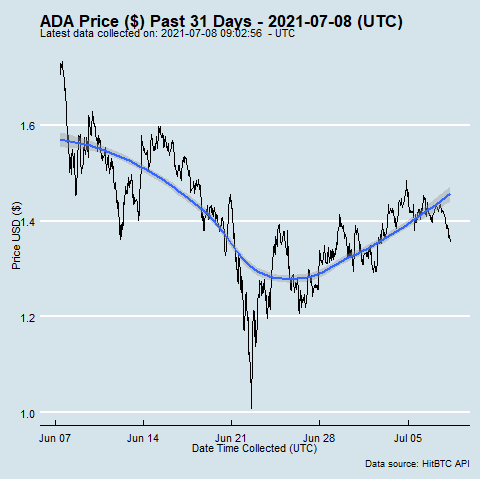 ADA Price ($) Past 31 Days - 2021-07-08 (UTC)
Latest data collected on: 2021-07-08 09:02:56 - UTC
Price USD ($)
1.6
1.4
1.2
1.0
Jun 07 Jun 14 Jun 21 Jun 28 Jul 05
Date Time Collected (UTC)
Data source: HitBTC API